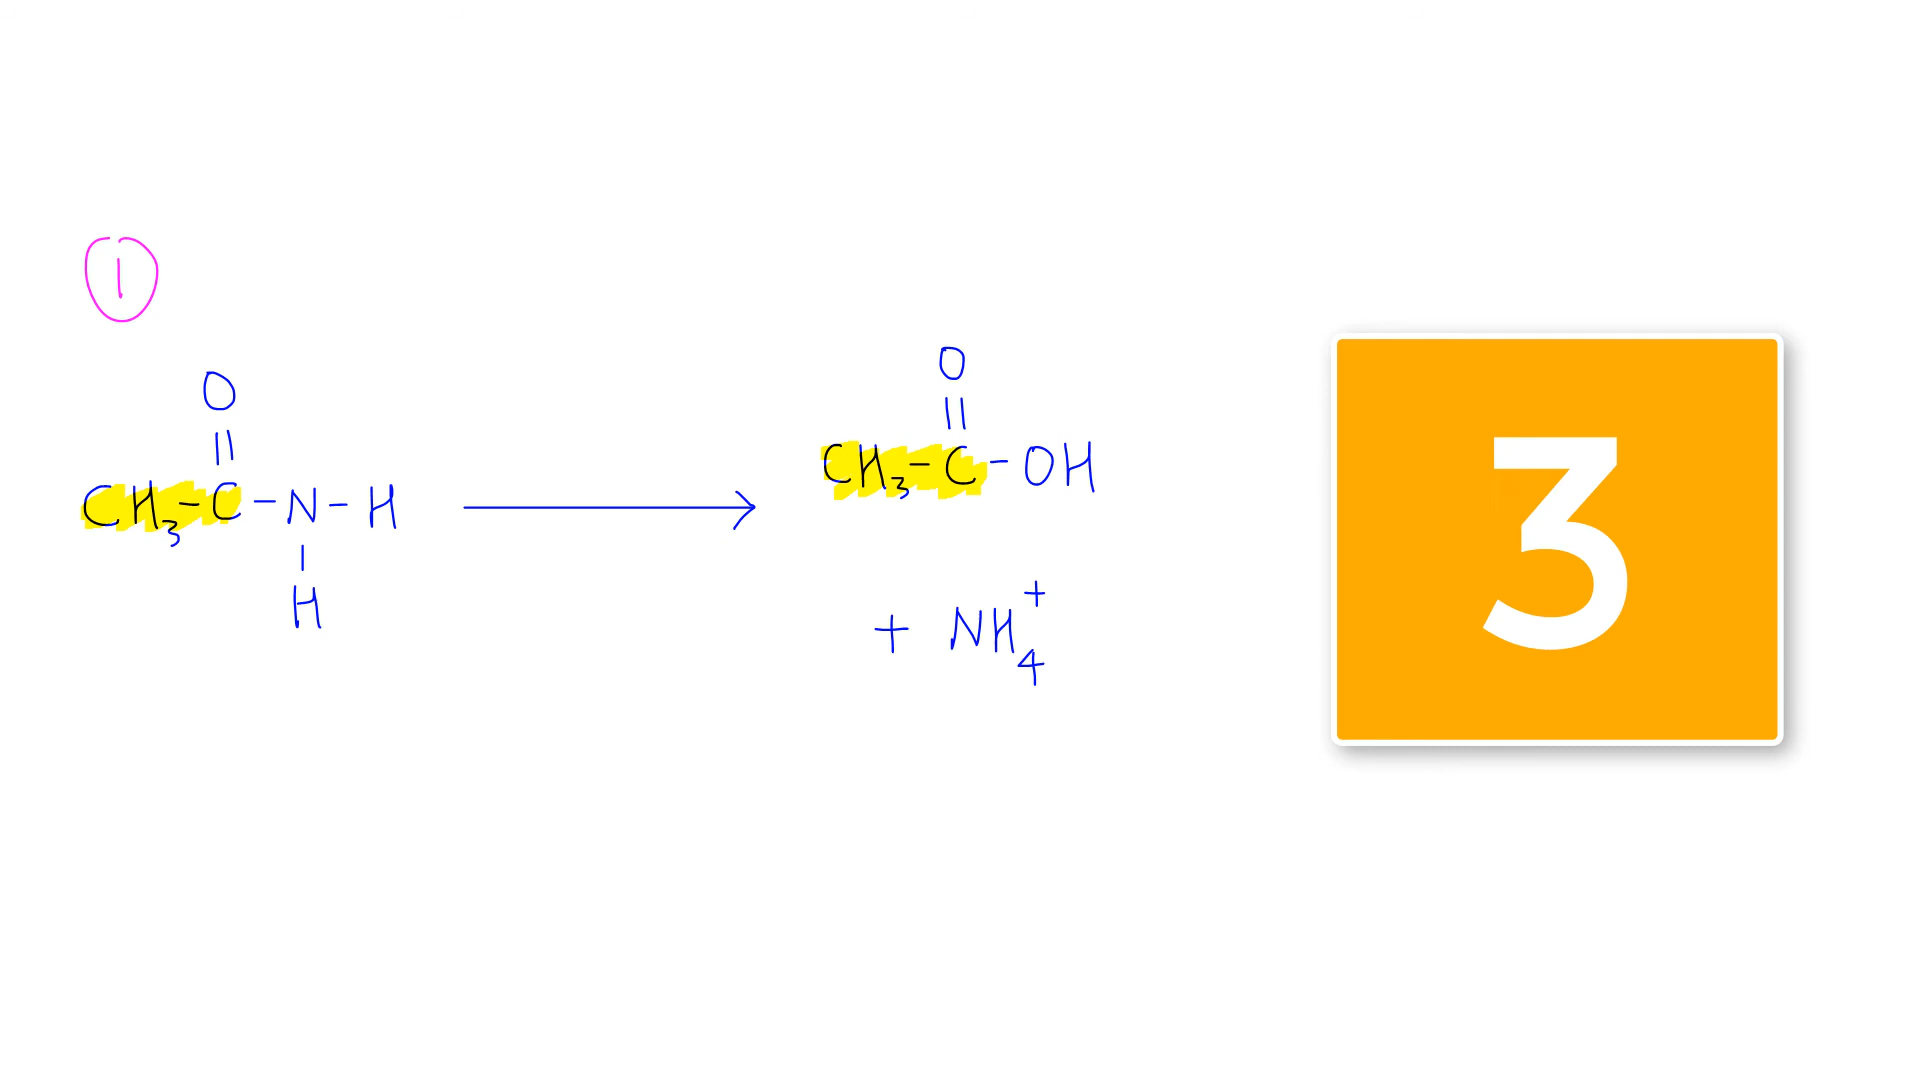 1
O
||
CH₃-C-N-H
|
H
O
||
CH₃-C-OH
+ NH₄⁺
3